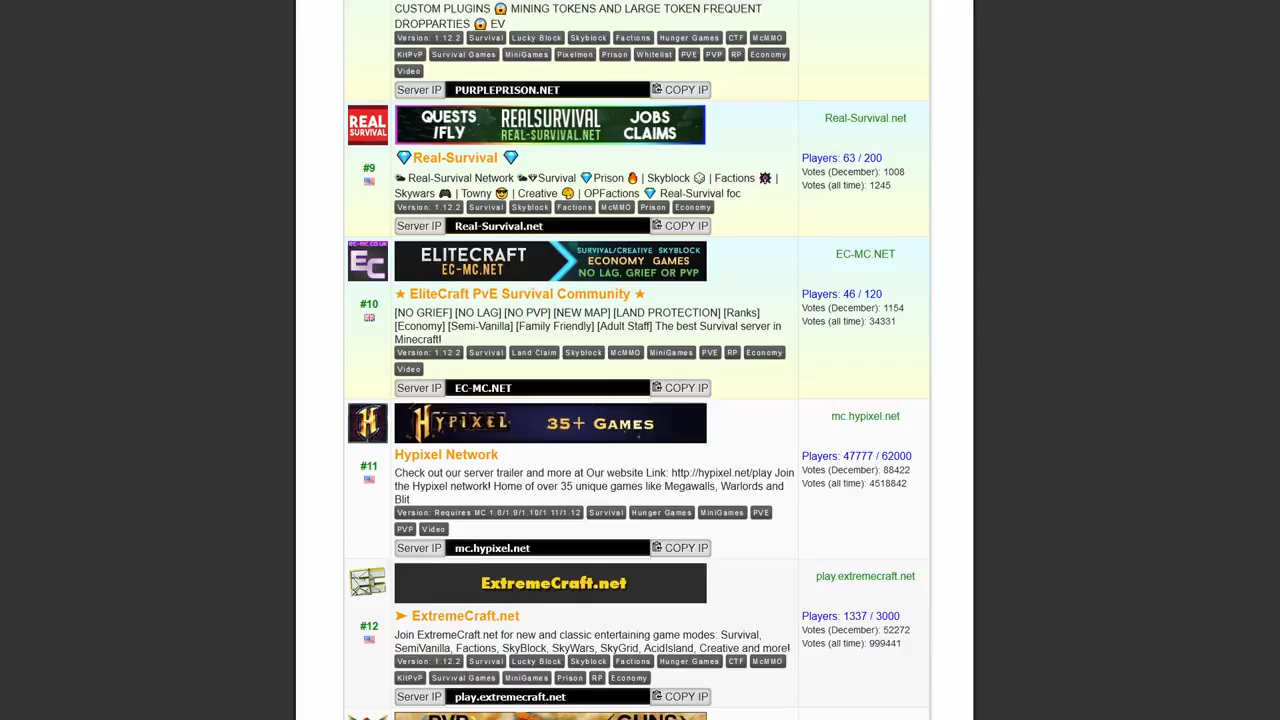 CUSTOM PLUGINS 😱 MINING TOKENS AND LARGE TOKEN FREQUENT
DROPPARTIES 😱 EV
Version: 1.12.2 Survival Lucky Block Skyblock Factions Hunger Games CTF McMMO
KitPvP Survival Games MiniGames Pixelmon Prison Whitelist PVE PVP RP Economy
Video
Server IP PURPLEPRISON.NET COPY IP
REAL SURVIVAL
QUESTS /FLY REALSURVIVAL REAL-SURVIVAL.NET JOBS CLAIMS
Real-Survival.net
#9
💎Real-Survival 💎
Players: 63 / 200
Votes (December): 1008
Votes (all time): 1245
Real-Survival Network Survival 💎Prison 🔥 | Skyblock | Factions |
Skywars 🎮 | Towny 😎 | Creative | OPFactions 💎 Real-Survival foc
Version: 1.12.2 Survival Skyblock Factions McMMO Prison Economy
Server IP Real-Survival.net COPY IP
EC-MC.CO.UK
EC
ELITECRAFT
EC-MC.NET
SURVIVAL/CREATIVE SKYBLOCK
ECONOMY GAMES
NO LAG, GRIEF OR PVP
EC-MC.NET
#10
★ EliteCraft PvE Survival Community ★
Players: 46 / 120
Votes (December): 1154
Votes (all time): 34331
[NO GRIEF] [NO LAG] [NO PVP] [NEW MAP] [LAND PROTECTION] [Ranks]
[Economy] [Semi-Vanilla] [Family Friendly] [Adult Staff] The best Survival server in
Minecraft!
Version: 1.12.2 Survival Land Claim Skyblock McMMO MiniGames PVE RP Economy
Video
Server IP EC-MC.NET COPY IP
H
HYPIXEL 35+ GAMES
mc.hypixel.net
#11
Hypixel Network
Players: 47777 / 62000
Votes (December): 88422
Votes (all time): 4518842
Check out our server trailer and more at Our website Link: http://hypixel.net/play Join
the Hypixel network! Home of over 35 unique games like Megawalls, Warlords and
Blit
Version: Requires MC 1.8/1.9/1.10/1.11/1.12 Survival Hunger Games MiniGames PVE
PVP Video
Server IP mc.hypixel.net COPY IP
ExtremeCraft.net
play.extremecraft.net
#12
➤ ExtremeCraft.net
Players: 1337 / 3000
Votes (December): 52272
Votes (all time): 999441
Join ExtremeCraft.net for new and classic entertaining game modes: Survival,
SemiVanilla, Factions, SkyBlock, SkyWars, SkyGrid, AcidIsland, Creative and more!
Version: 1.12.2 Survival Lucky Block Skyblock Factions Hunger Games CTF McMMO
KitPvP Survival Games MiniGames Prison RP Economy
Server IP play.extremecraft.net COPY IP
PVP GUNS